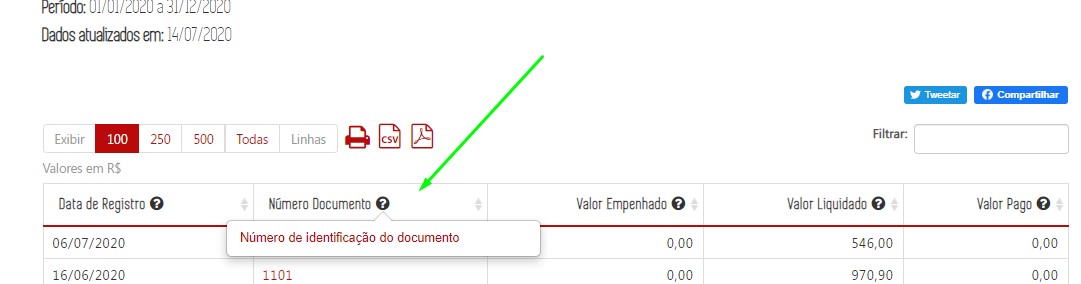 Período: 01/01/2020 a 31/12/2020
Dados atualizados em: 14/07/2020
Tweetar Compartilhar
Exibir 100 250 500 Todas Linhas CSV Filtrar:
Valores em R$
Data de Registro ? Número Documento ? Valor Empenhado ? Valor Liquidado ? Valor Pago ?
Número de identificação do documento
06/07/2020 0,00 546,00 0,00
16/06/2020 1101 0,00 970,90 0,00